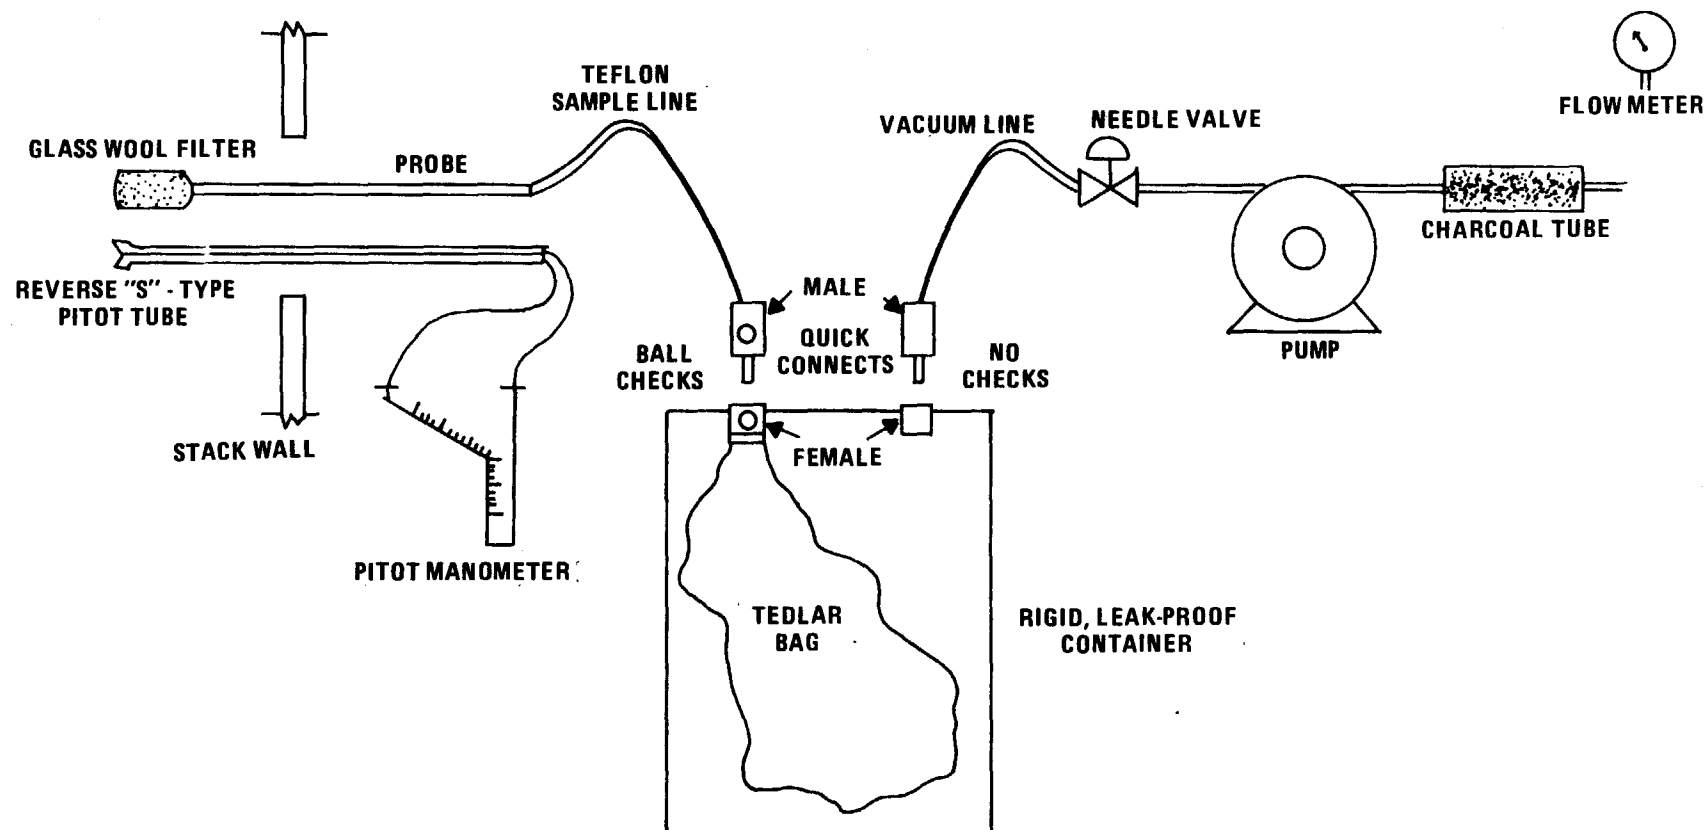 TEFLON
SAMPLE LINE
FLOW METER
VACUUM LINE
NEEDLE VALVE
GLASS WOOL FILTER
PROBE
CHARCOAL TUBE
REVERSE "S" - TYPE
PITOT TUBE
MALE
QUICK
CONNECTS
BALL
CHECKS
NO
CHECKS
PUMP
STACK WALL
FEMALE
PITOT MANOMETER
TEDLAR
BAG
RIGID, LEAK-PROOF
CONTAINER